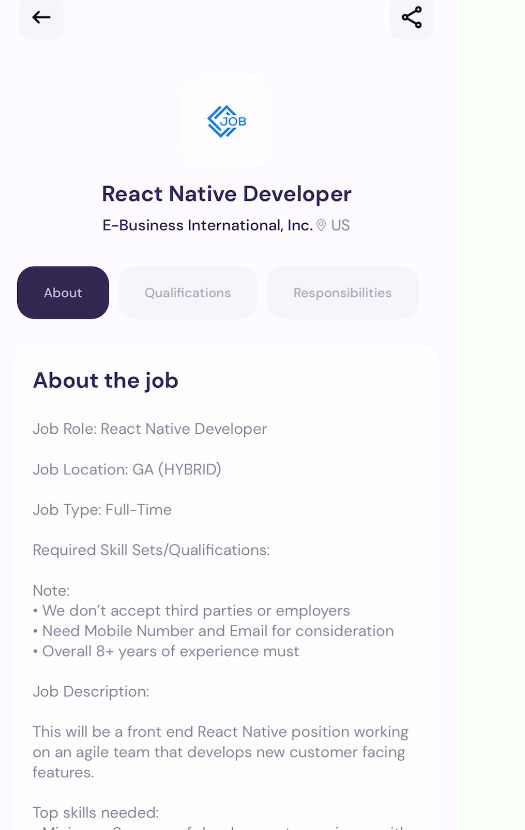 JOB
React Native Developer
E-Business International, Inc. US
About
Qualifications
Responsibilities
About the job
Job Role: React Native Developer
Job Location: GA (HYBRID)
Job Type: Full-Time
Required Skill Sets/Qualifications:
Note:
• We don’t accept third parties or employers
• Need Mobile Number and Email for consideration
• Overall 8+ years of experience must
Job Description:
This will be a front end React Native position working
on an agile team that develops new customer facing
features.
Top skills needed: